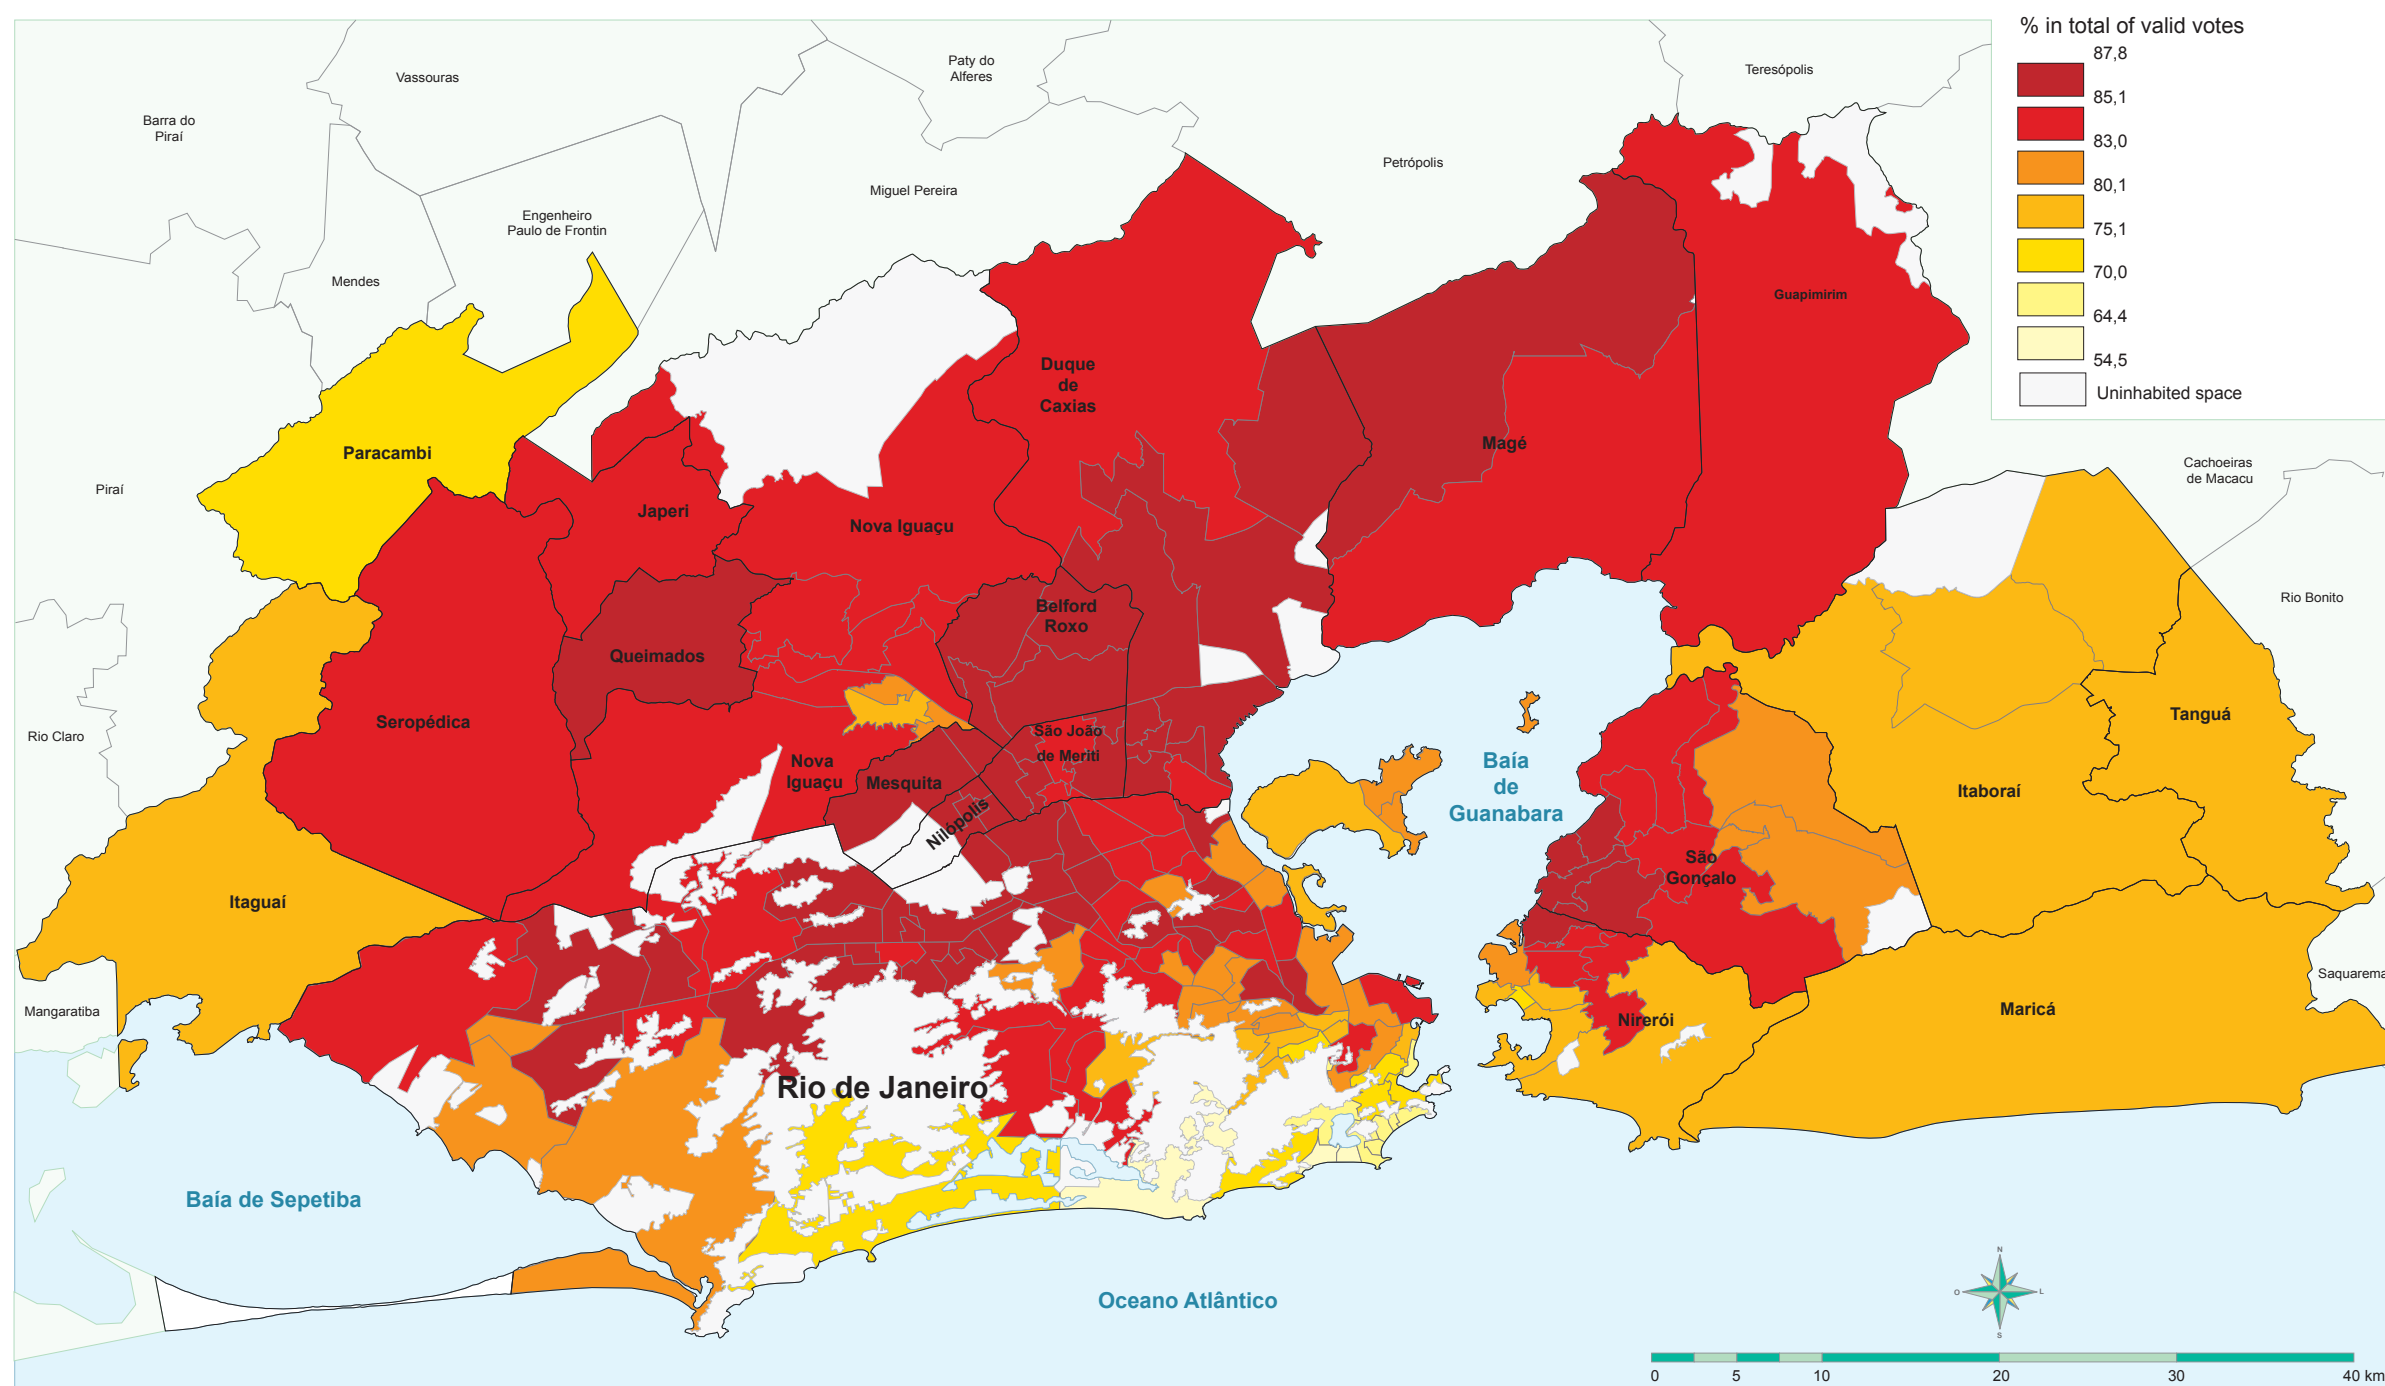 % in total of valid votes
87,8
85,1
83,0
80,1
75,1
70,0
64,4
54,5
Uninhabited space
Vassouras
Paty do
Alferes
Teresópolis
Barra do
Piraí
Petrópolis
Miguel Pereira
Engenheiro
Paulo de Frontin
Mendes
Guapimirim
Duque
de
Caxias
Magé
Paracambi
Cachoeiras
de Macacu
Piraí
Japeri
Nova Iguaçu
Rio Bonito
Belford
Roxo
Queimados
Seropédica
Tanguá
Rio Claro
São João
de Meriti
Nova
Iguaçu
Mesquita
Baía
de
Guanabara
Itaboraí
Nilópolis
São
Gonçalo
Itaguaí
Saquarema
Mangaratiba
Maricá
Nirerói
Rio de Janeiro
Baía de Sepetiba
Oceano Atlântico
N
O
L
S
0
5
10
20
30
40 km